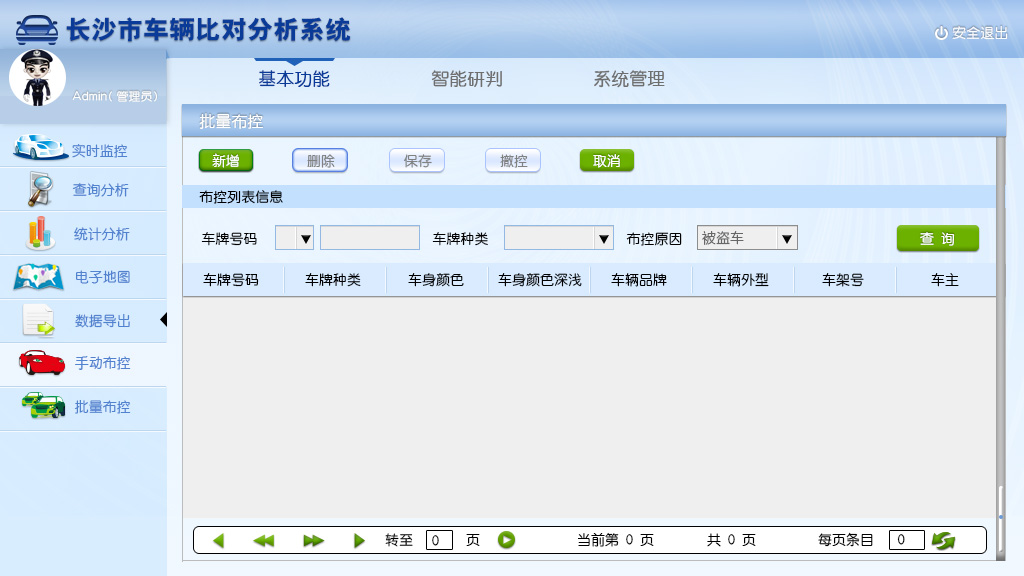 长沙市车辆比对分析系统
安全退出
Admin( 管理员)
基本功能 智能研判 系统管理
批量布控
实时监控
查询分析
统计分析
电子地图
数据导出
手动布控
批量布控
新增 删除 保存 撤控 取消
布控列表信息
车牌号码 车牌种类 布控原因 被盗车 查 询
车牌号码 车牌种类 车身颜色 车身颜色深浅 车辆品牌 车辆外型 车架号 车主
转至 0 页 当前第 0 页 共 0 页 每页条目 0